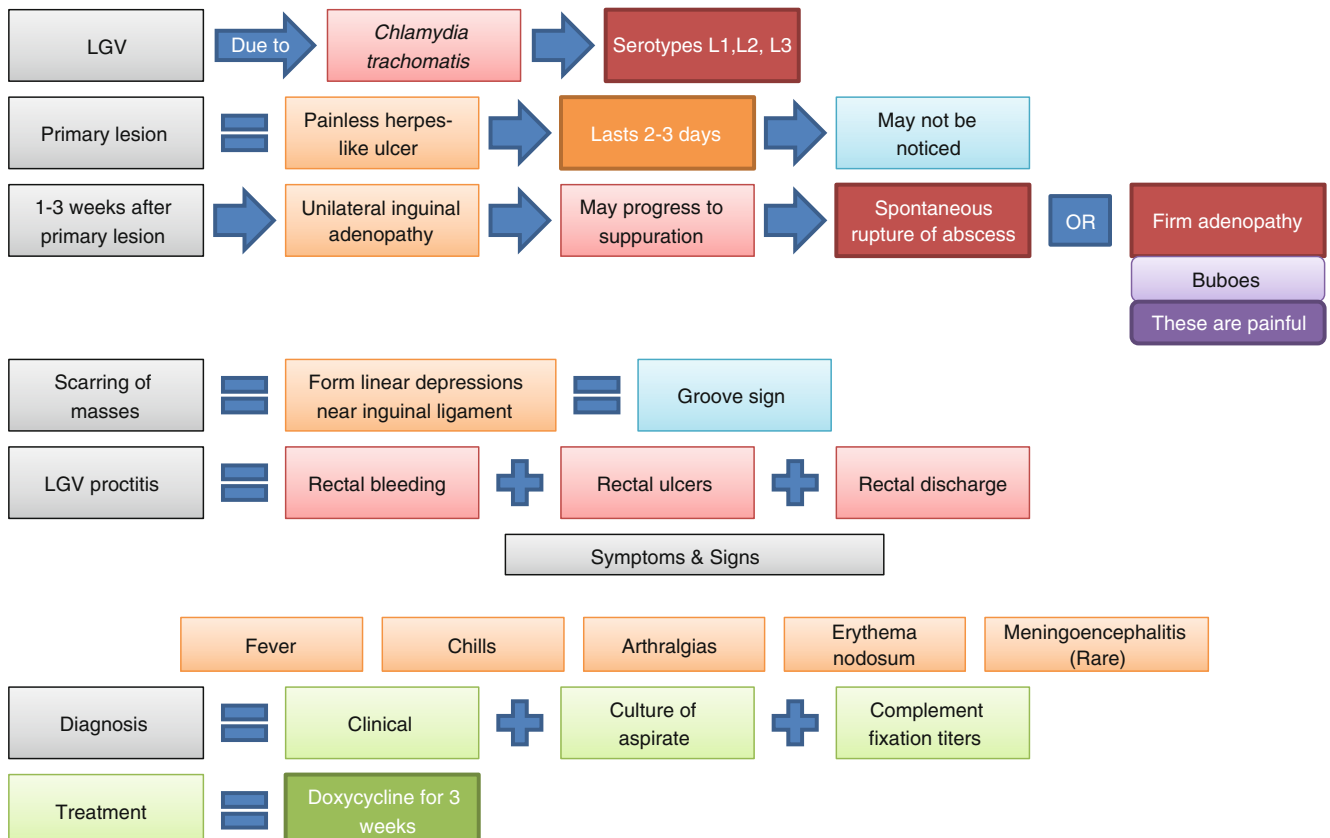 LGV
Due to
Chlamydia
trachomatis
Serotypes L1,L2, L3
Primary lesion
Painless herpes-
like ulcer
Lasts 2-3 days
May not be
noticed
1-3 weeks after
primary lesion
Unilateral inguinal
adenopathy
May progress to
suppuration
Spontaneous
rupture of abscess
OR
Firm adenopathy
Buboes
These are painful
Scarring of
masses
Form linear depressions
near inguinal ligament
Groove sign
LGV proctitis
Rectal bleeding
Rectal ulcers
Rectal discharge
Symptoms & Signs
Fever
Chills
Arthralgias
Erythema
nodosum
Meningoencephalitis
(Rare)
Diagnosis
Clinical
Culture of
aspirate
Complement
fixation titers
Treatment
Doxycycline for 3
weeks